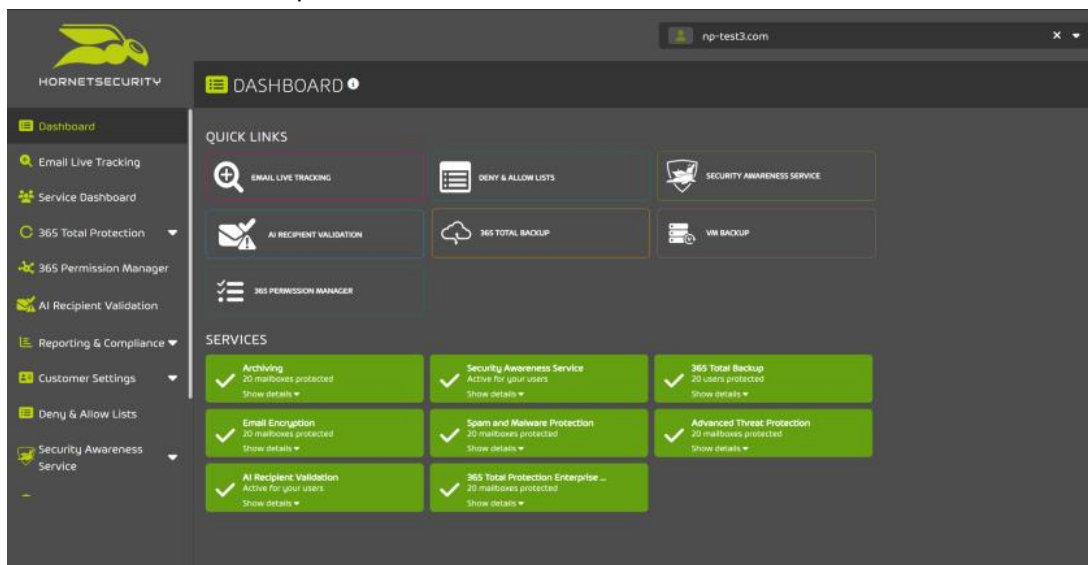 HORNETSECURITY
np-test3.com
DASHBOARD
Dashboard
Email Live Tracking
Service Dashboard
365 Total Protection
365 Permission Manager
AI Recipient Validation
Reporting & Compliance
Customer Settings
Deny & Allow Lists
Security Awareness
Service
QUICK LINKS
EMAIL LIVE TRACKING
DENY & ALLOW LISTS
SECURITY AWARENESS SERVICE
AI RECIPIENT VALIDATION
365 TOTAL BACKUP
VM BACKUP
365 PERMISSION MANAGER
SERVICES
Archiving
20 mailboxes protected
Show details
Security Awareness Service
Active for your users
Show details
365 Total Backup
20 users protected
Show details
Email Encryption
20 mailboxes protected
Show details
Spam and Malware Protection
20 mailboxes protected
Show details
Advanced Threat Protection
20 mailboxes protected
Show details
AI Recipient Validation
Active for your users
Show details
365 Total Protection Enterprise ...
20 mailboxes protected
Show details